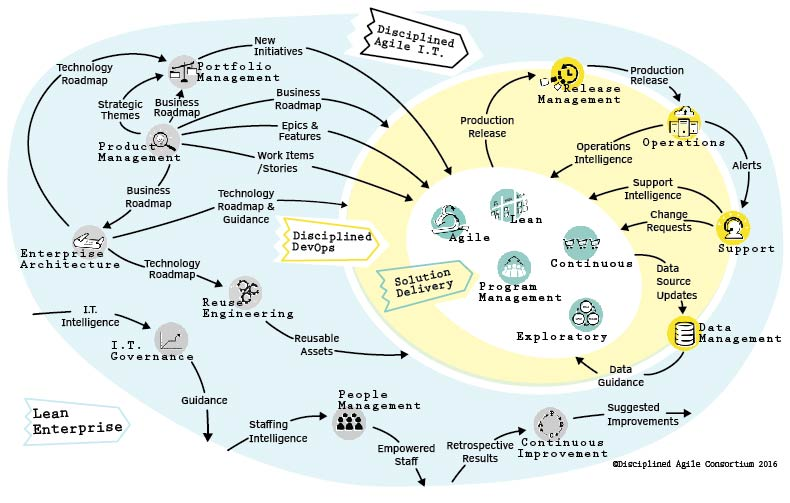 Disciplined
Agile I.T.
New
Initiatives
Technology
Roadmap
Portfolio
Management
Strategic
Themes
Business
Roadmap
Business
Roadmap
Product
Management
Epics &
Features
Work Items
/Stories
Business
Roadmap
Technology
Roadmap &
Guidance
Enterprise
Architecture
Technology
Roadmap
Reuse
Engineering
Reusable
Assets
I.T.
Intelligence
I.T.
Governance
Guidance
Lean
Enterprise
Staffing
Intelligence
People
Management
Empowered
Staff
Retrospective
Results
Continuous
Improvement
Suggested
Improvements
Disciplined
DevOps
Solution
Delivery
Agile
Lean
Continuous
Program
Management
Exploratory
Production
Release
Release
Management
Production
Release
Operations
Operations
Intelligence
Alerts
Support
Intelligence
Change
Requests
Support
Data
Source
Updates
Data
Management
Data
Guidance
©Disciplined Agile Consortium 2016